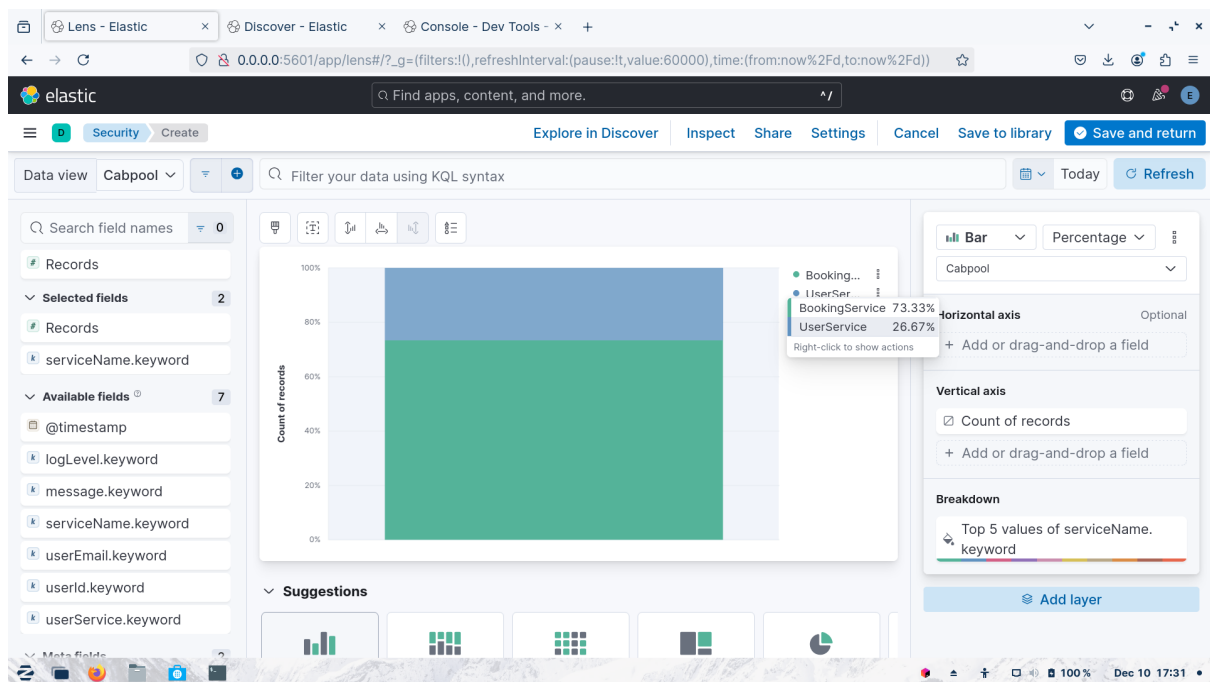 Lens - Elastic
Discover - Elastic
Console - Dev Tools -
0.0.0.0:5601/app/lens#/?_g=(filters:!(),refreshInterval:(pause:!t,value:60000),time:(from:now%2Fd,to:now%2Fd))
elastic
Find apps, content, and more.
^/
E
D
Security
Create
Explore in Discover
Inspect
Share
Settings
Cancel
Save to library
Save and return
Data view
Cabpool
Filter your data using KQL syntax
Today
Refresh
Search field names
0
Records
Selected fields
2
Records
serviceName.keyword
Available fields
7
@timestamp
logLevel.keyword
message.keyword
serviceName.keyword
userEmail.keyword
userId.keyword
userService.keyword
Meta fields
100%
80%
60%
40%
20%
0%
Count of records
Booking...
UserSer...
BookingService 73.33%
UserService 26.67%
Right-click to show actions
Suggestions
Bar
Percentage
Cabpool
Horizontal axis
Optional
+ Add or drag-and-drop a field
Vertical axis
Count of records
+ Add or drag-and-drop a field
Breakdown
Top 5 values of serviceName.
keyword
Add layer
100%
Dec 10 17:31